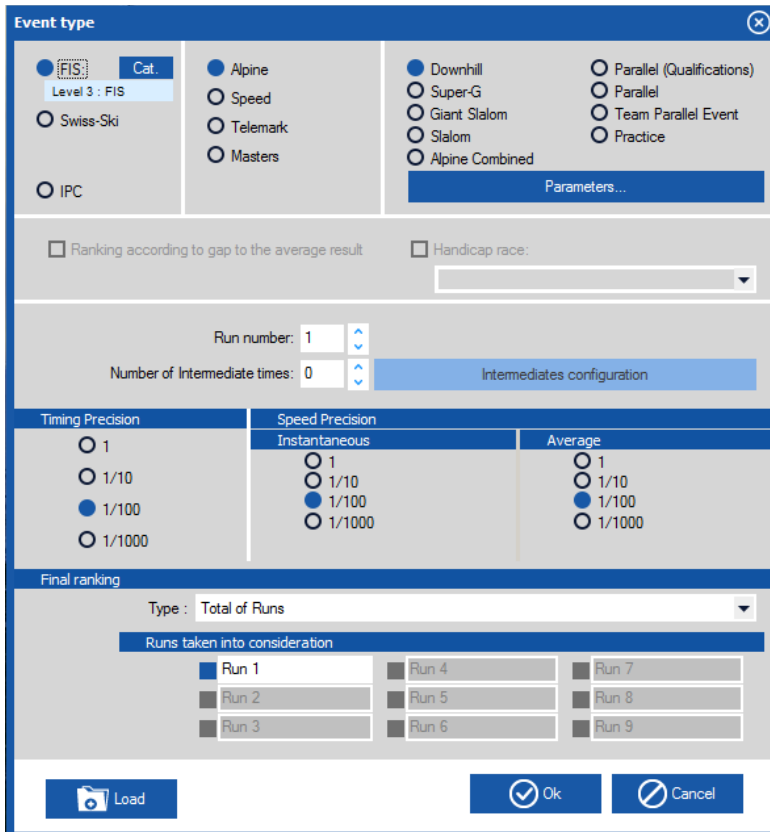 Event type
FIS: Cat.
Level 3 : FIS
Swiss-Ski
IPC
Alpine
Speed
Telemark
Masters
Downhill
Super-G
Giant Slalom
Slalom
Alpine Combined
Parallel (Qualifications)
Parallel
Team Parallel Event
Practice
Parameters...
Ranking according to gap to the average result
Handicap race:
Run number: 1
Number of Intermediate times: 0 Intermediates configuration
Timing Precision
1
1/10
1/100
1/1000
Speed Precision
Instantaneous
1
1/10
1/100
1/1000
Average
1
1/10
1/100
1/1000
Final ranking
Type : Total of Runs
Runs taken into consideration
Run 1 Run 4 Run 7
Run 2 Run 5 Run 8
Run 3 Run 6 Run 9
Load Ok Cancel